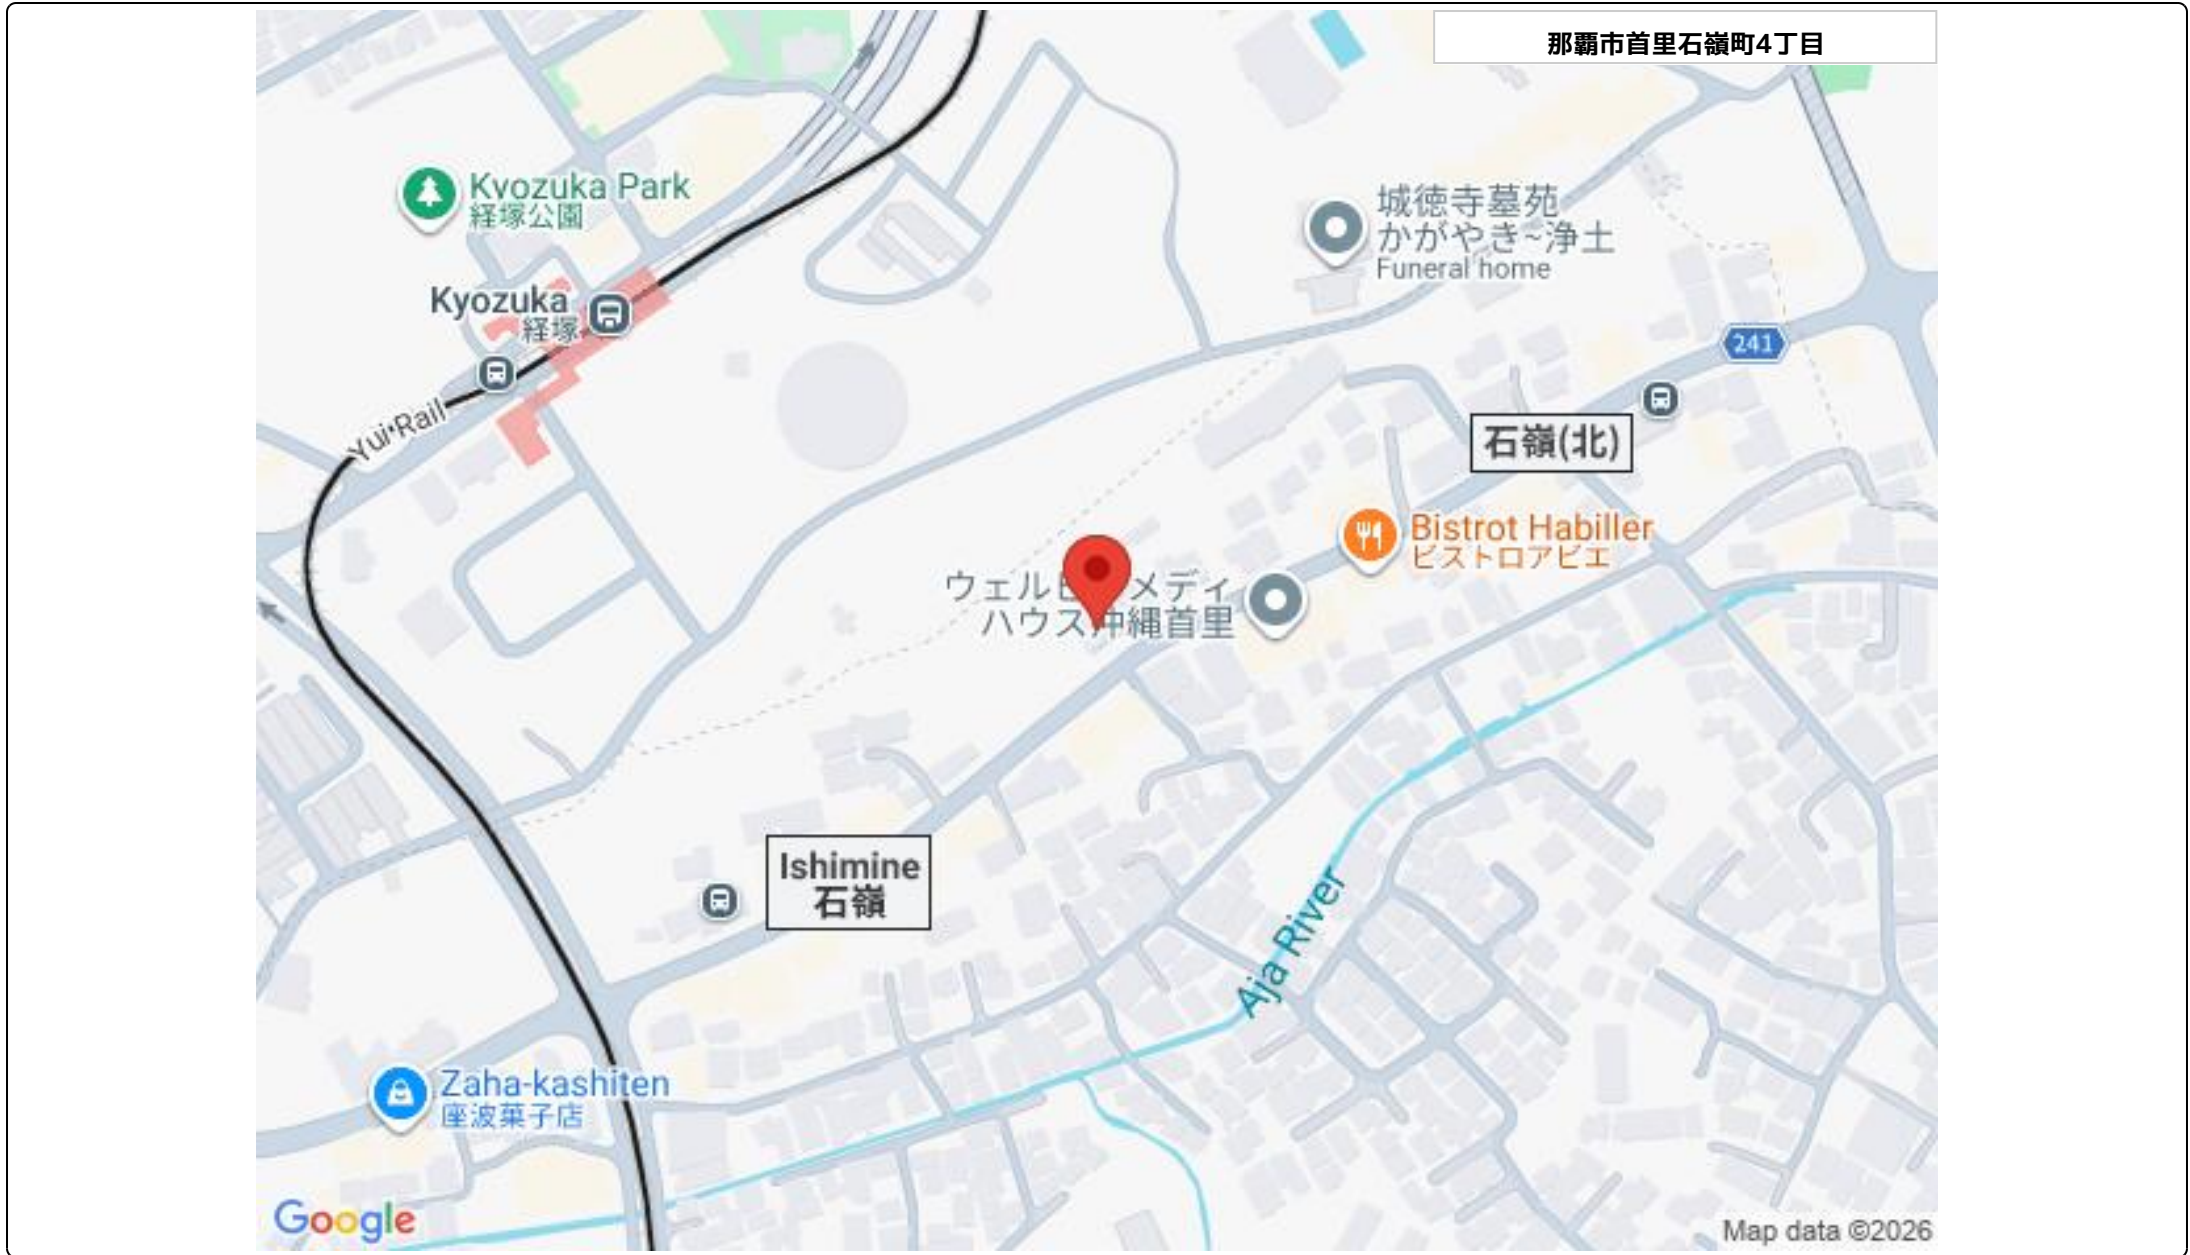 那覇市首里石嶺町4丁目
Kyozuka Park
経塚公園
城徳寺墓苑
かがやき~浄土
Funeral home
Kyozuka
経塚
241
Yui Rail
石嶺(北)
Bistrot Habiller
ビストロアビエ
ウェル メディ
ハウス沖縄首里
Ishimine
石嶺
Aja River
Zaha-kashiten
座波菓子店
Google
Map data ©2026